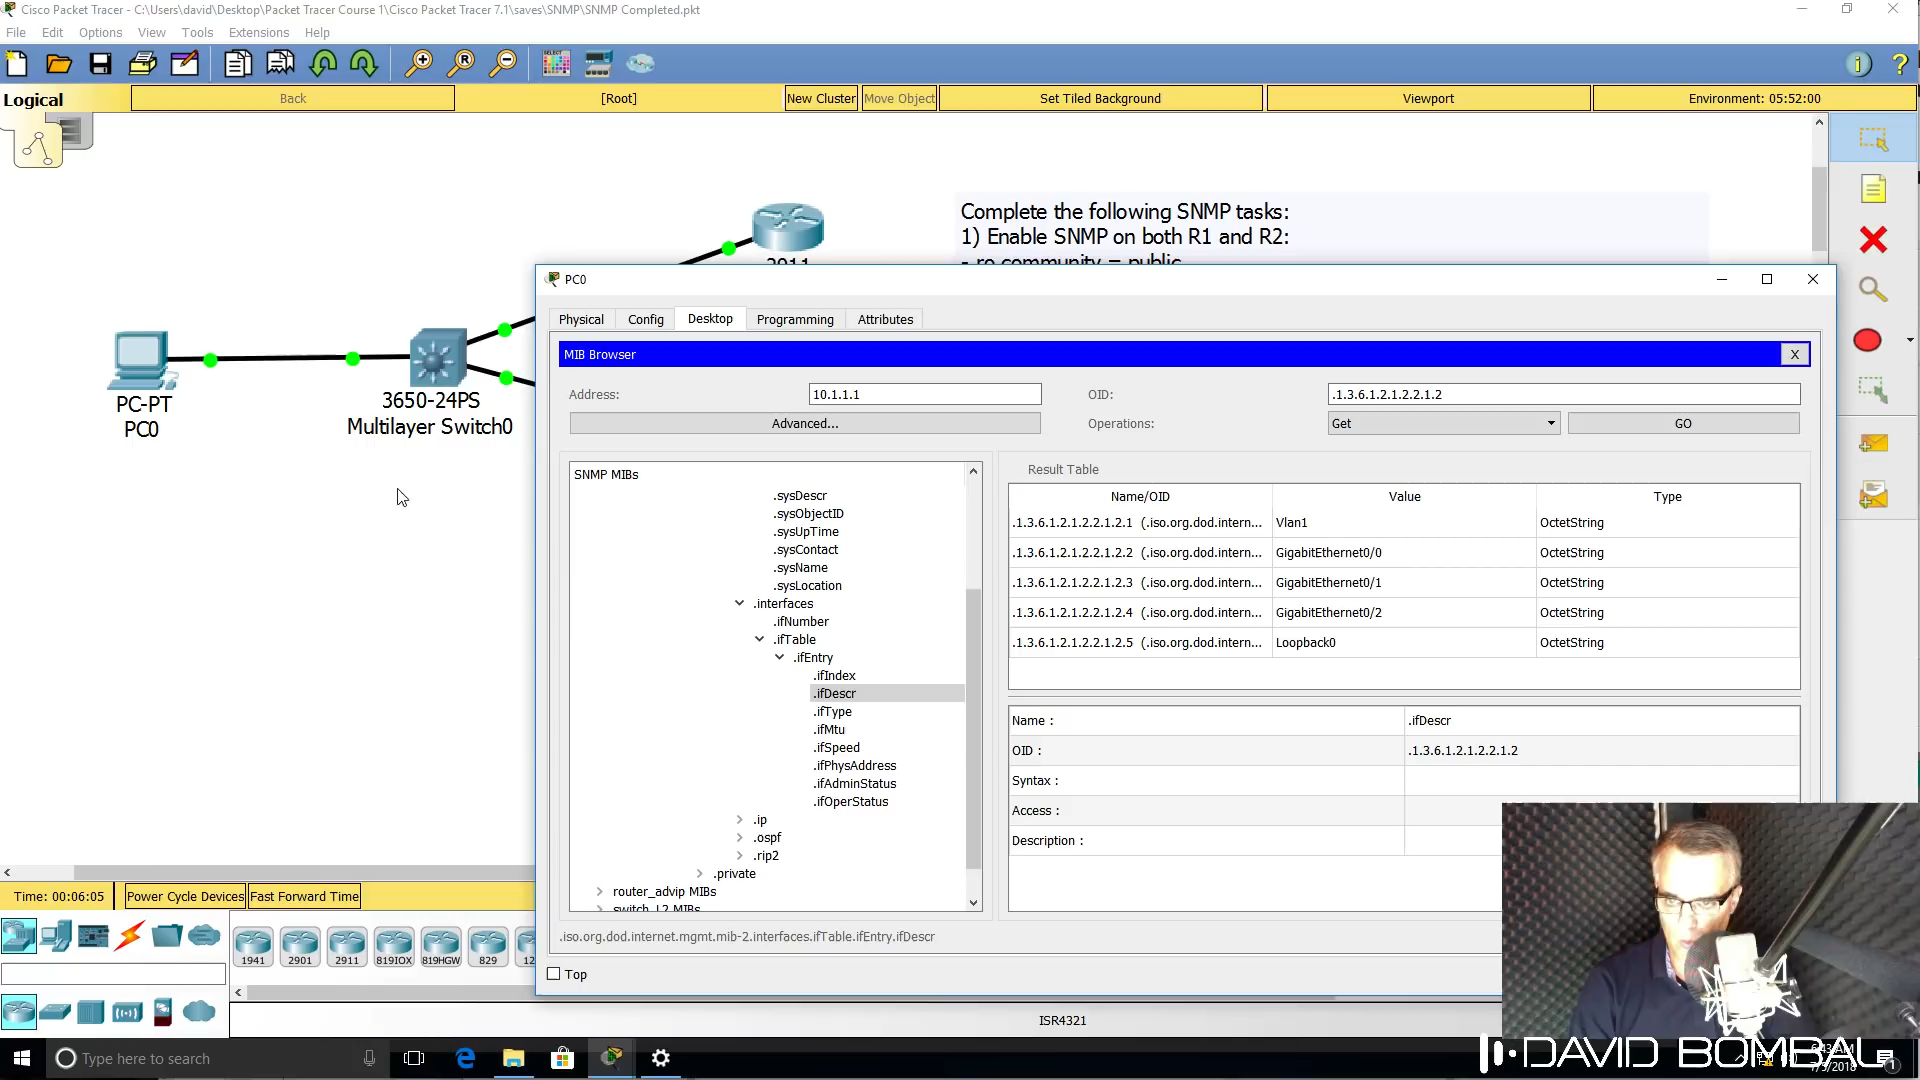 Cisco Packet Tracer - C:\Users\david\Desktop\Packet Tracer Course 1\Cisco Packet Tracer 7.1\saves\SNMP\SNMP Completed.pkt
File Edit Options View Tools Extensions Help
Logical Back [Root] New Cluster Move Object Set Tiled Background Viewport Environment: 05:52:00
Complete the following SNMP tasks:
1) Enable SNMP on both R1 and R2:
- ro community = public
2911
PC-PT
PC0
3650-24PS
Multilayer Switch0
PC0
Physical Config Desktop Programming Attributes
MIB Browser X
Address: 10.1.1.1 OID: .1.3.6.1.2.1.2.2.1.2
Advanced... Operations: Get GO
SNMP MIBs
.sysDescr
.sysObjectID
.sysUpTime
.sysContact
.sysName
.sysLocation
.interfaces
.ifNumber
.ifTable
.ifEntry
.ifIndex
.ifDescr
.ifType
.ifMtu
.ifSpeed
.ifPhysAddress
.ifAdminStatus
.ifOperStatus
.ip
.ospf
.rip2
.private
router_advip MIBs
switch_L2 MIBs
Result Table
Name/OID Value Type
.1.3.6.1.2.1.2.2.1.2.1 (.iso.org.dod.intern... Vlan1 OctetString
.1.3.6.1.2.1.2.2.1.2.2 (.iso.org.dod.intern... GigabitEthernet0/0 OctetString
.1.3.6.1.2.1.2.2.1.2.3 (.iso.org.dod.intern... GigabitEthernet0/1 OctetString
.1.3.6.1.2.1.2.2.1.2.4 (.iso.org.dod.intern... GigabitEthernet0/2 OctetString
.1.3.6.1.2.1.2.2.1.2.5 (.iso.org.dod.intern... Loopback0 OctetString
Name : .ifDescr
OID : .1.3.6.1.2.1.2.2.1.2
Syntax :
Access :
Description :
.iso.org.dod.internet.mgmt.mib-2.interfaces.ifTable.ifEntry.ifDescr
Top
Time: 00:06:05 Power Cycle Devices Fast Forward Time
1941 2901 2911 819IOX 819HGW 829
ISR4321
Type here to search
DAVID BOMBAL